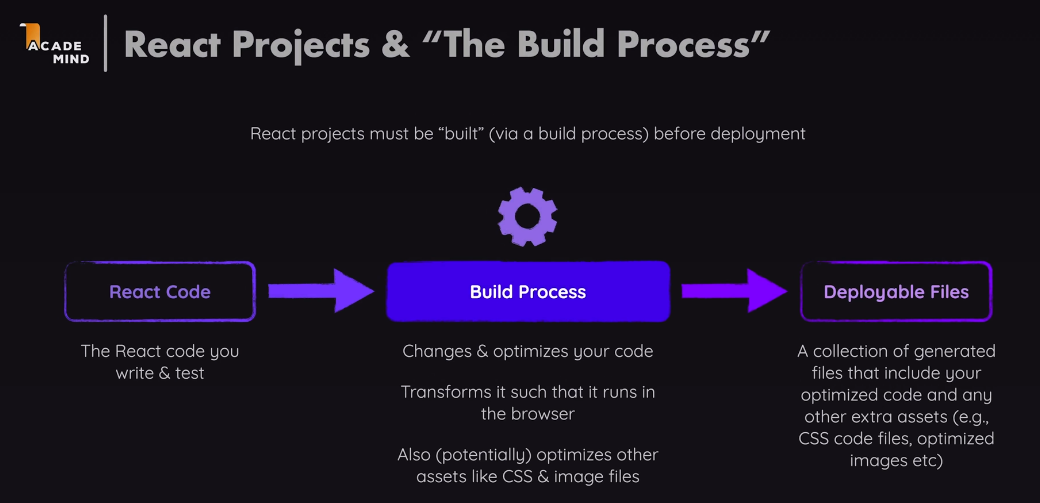 ACADE
MIND
React Projects & “The Build Process”
React projects must be “built” (via a build process) before deployment
React Code
The React code you
write & test
Build Process
Changes & optimizes your code
Transforms it such that it runs in
the browser
Also (potentially) optimizes other
assets like CSS & image files
Deployable Files
A collection of generated
files that include your
optimized code and any
other extra assets (e.g.,
CSS code files, optimized
images etc)